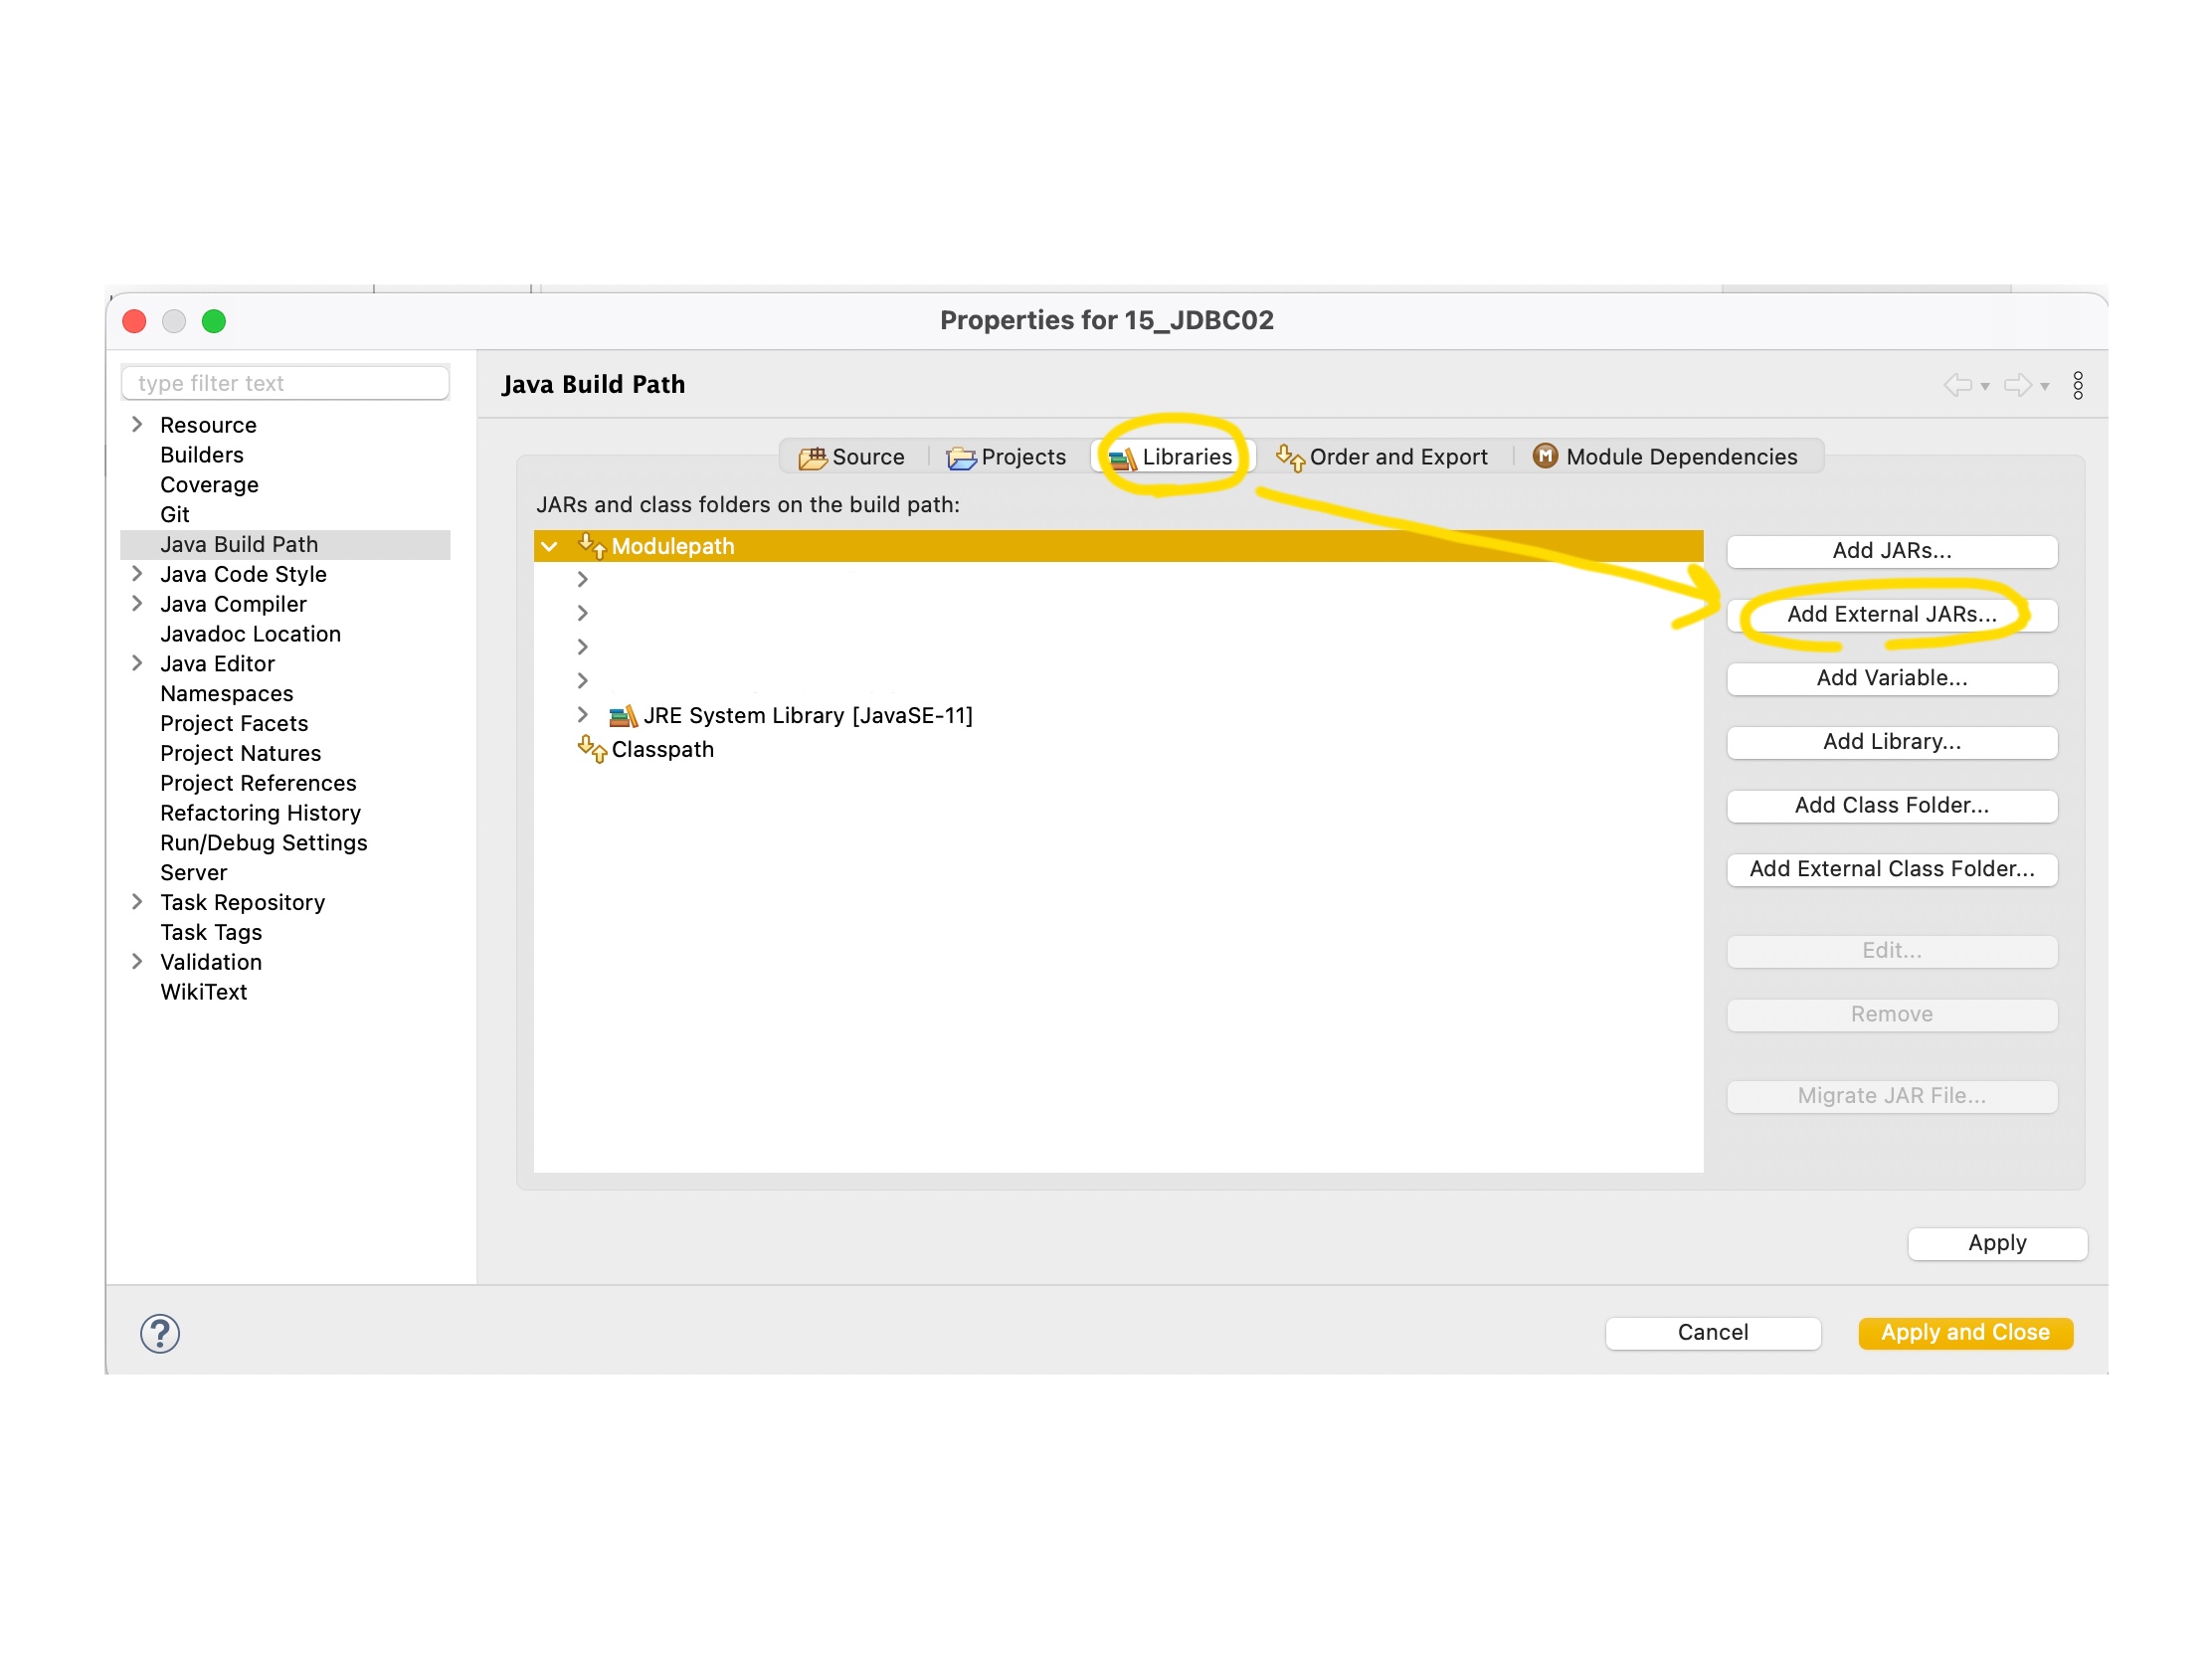 Properties for 15_JDBC02
type filter text
Resource
Builders
Coverage
Git
Java Build Path
Java Code Style
Java Compiler
Javadoc Location
Java Editor
Namespaces
Project Facets
Project Natures
Project References
Refactoring History
Run/Debug Settings
Server
Task Repository
Task Tags
Validation
WikiText
Java Build Path
Source
Projects
Libraries
Order and Export
M Module Dependencies
JARs and class folders on the build path:
Modulepath
JRE System Library [JavaSE-11]
Classpath
Add JARs...
Add External JARs...
Add Variable...
Add Library...
Add Class Folder...
Add External Class Folder...
Edit...
Remove
Migrate JAR File...
Apply
?
Cancel
Apply and Close